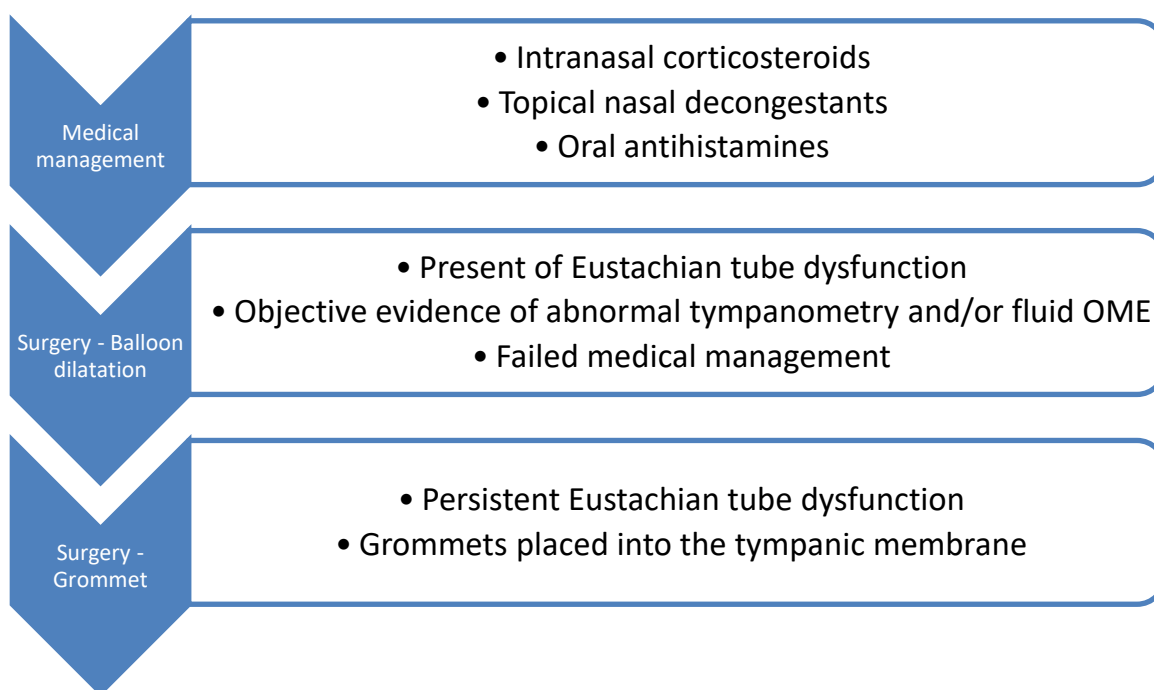 Medical
management
• Intranasal corticosteroids
• Topical nasal decongestants
• Oral antihistamines
Surgery - Balloon
dilatation
• Present of Eustachian tube dysfunction
• Objective evidence of abnormal tympanometry and/or fluid OME
• Failed medical management
Surgery -
Grommet
• Persistent Eustachian tube dysfunction
• Grommets placed into the tympanic membrane